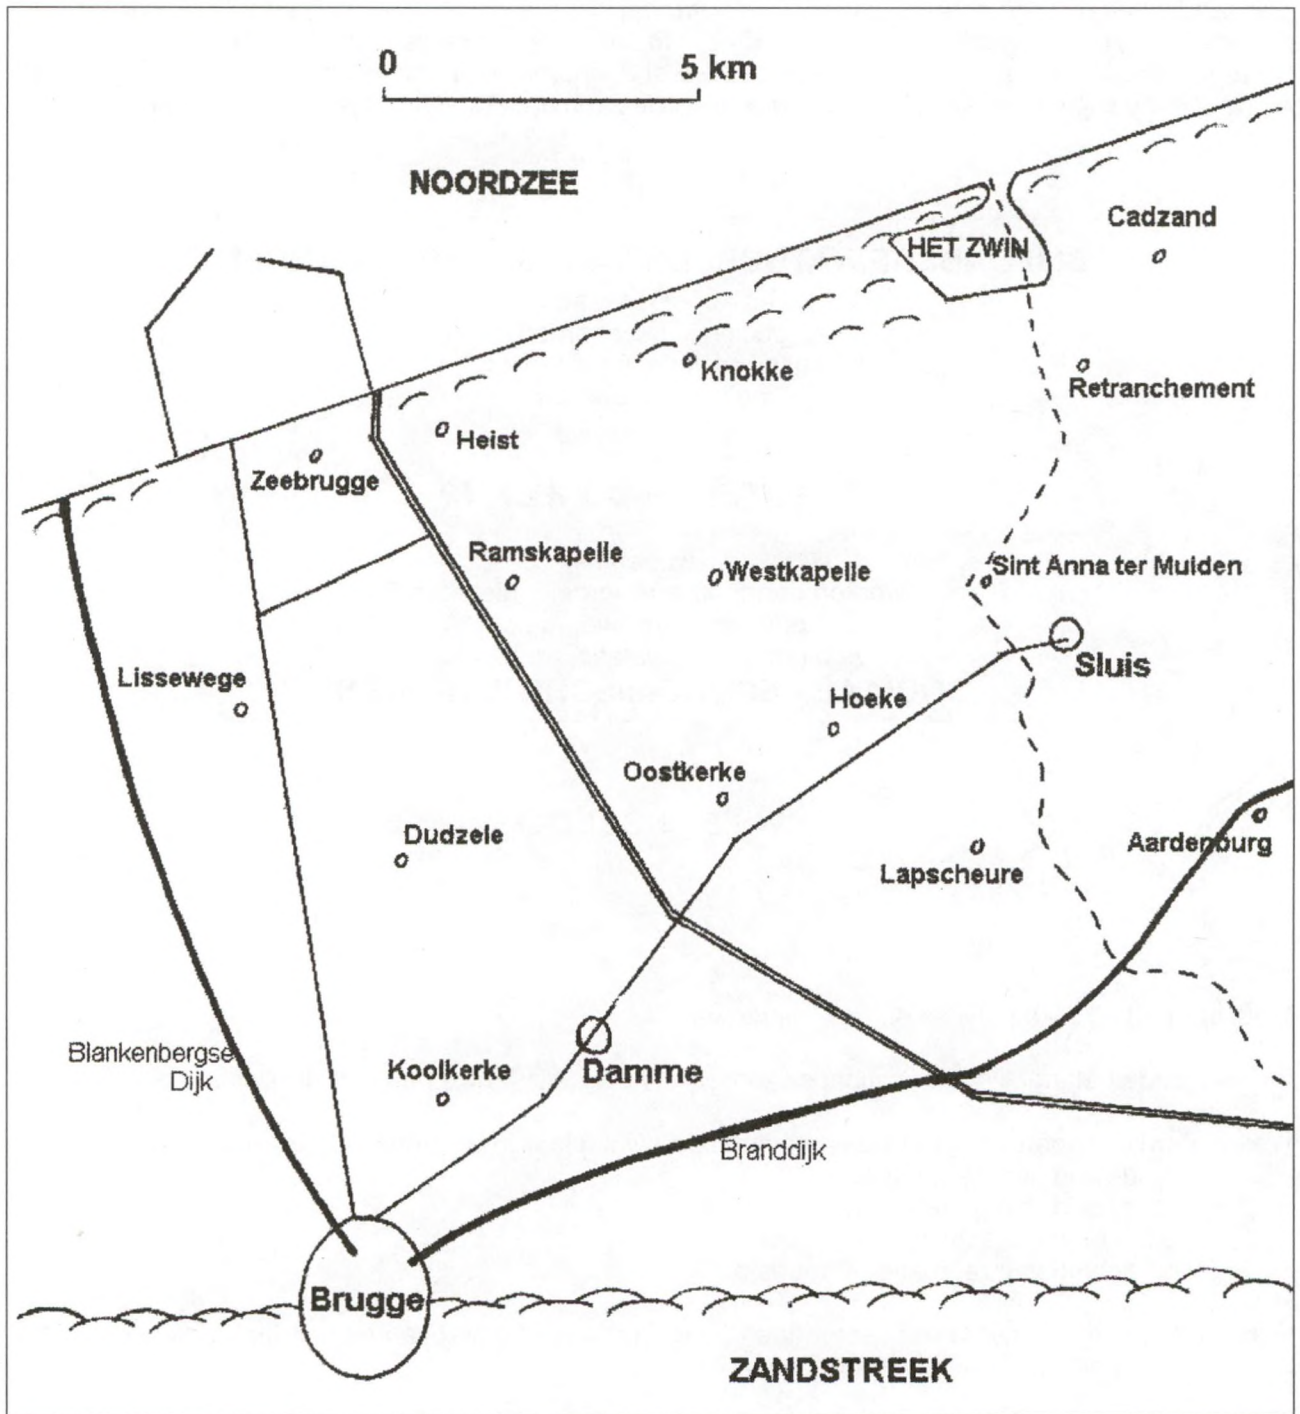 0 5 km
NOORDZEE
Cadzand
HET ZWIN
Knokke
Retranchement
Heist
Zeebrugge
Ramskapelle
Westkapelle
Sint Anna ter Muiden
Sluis
Lissewege
Hoeke
Oostkerke
Dudzele
Aardenburg
Lapscheure
Blankenbergse
Dijk
Koolkerke
Damme
Branddijk
Brugge
ZANDSTREEK